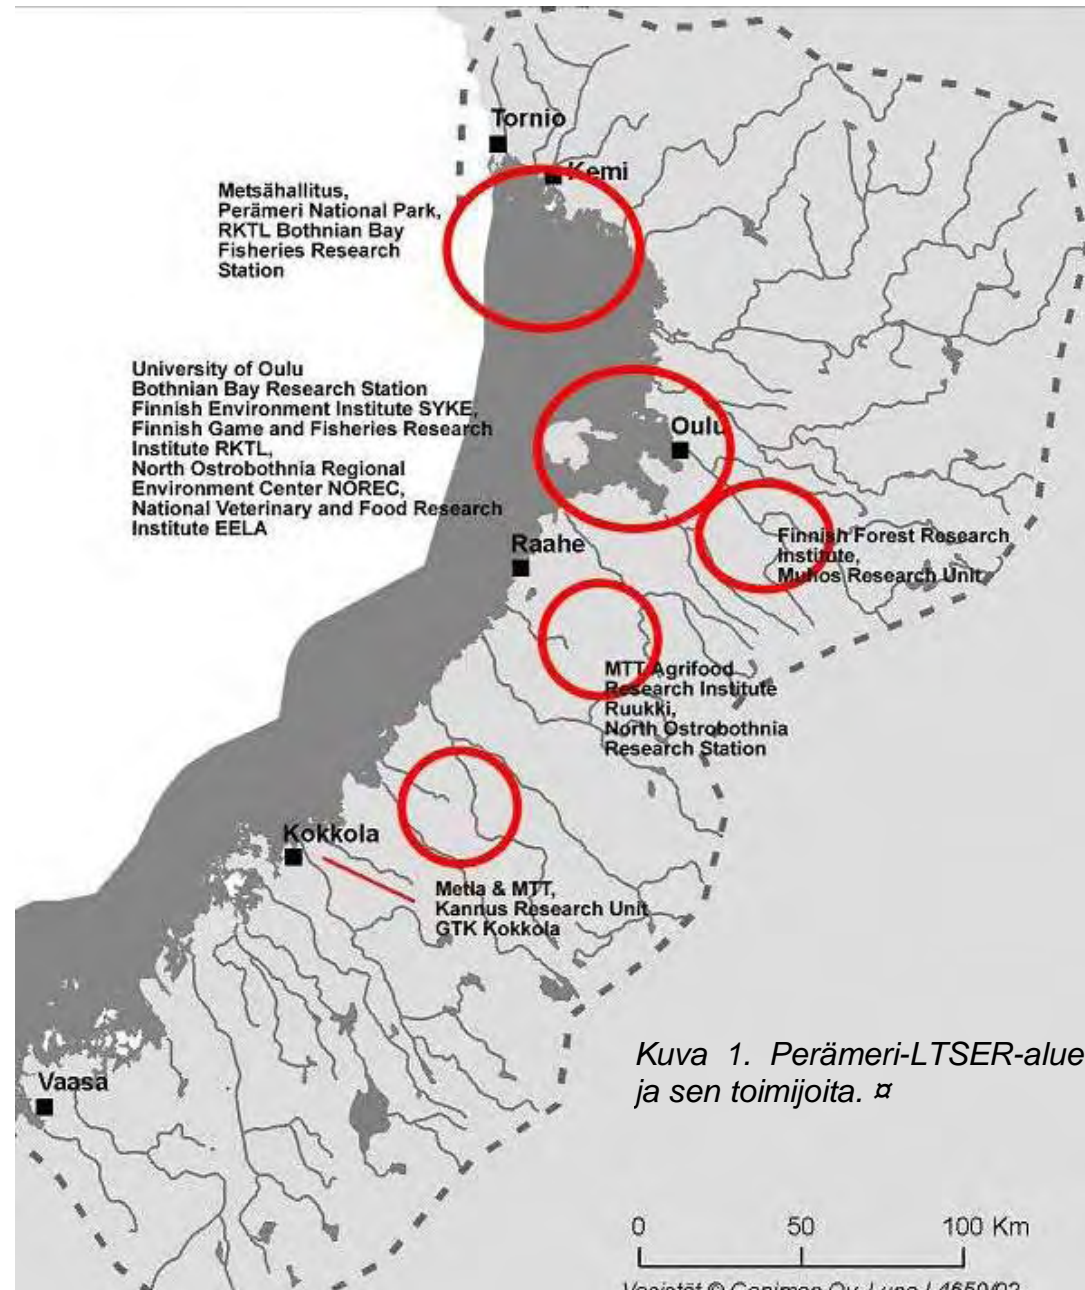 Tornio
Kemi
Metsähallitus,
Perämeri National Park,
RKTL Bothnian Bay
Fisheries Research
Station
University of Oulu
Bothnian Bay Research Station
Finnish Environment Institute SYKE,
Finnish Game and Fisheries Research
Institute RKTL,
North Ostrobothnia Regional
Environment Center NOREC,
National Veterinary and Food Research
Institute EELA
Oulu
Finnish Forest Research
Institute,
Muhos Research Unit
Raahe
MTT Agrifood
Research Institute
Ruukki,
North Ostrobothnia
Research Station
Kokkola
Metla & MTT,
Kannus Research Unit
GTK Kokkola
Kuva 1. Perämeri-LTSER-alue
ja sen toimijoita. ¤
Vaasa
0 50 100 Km